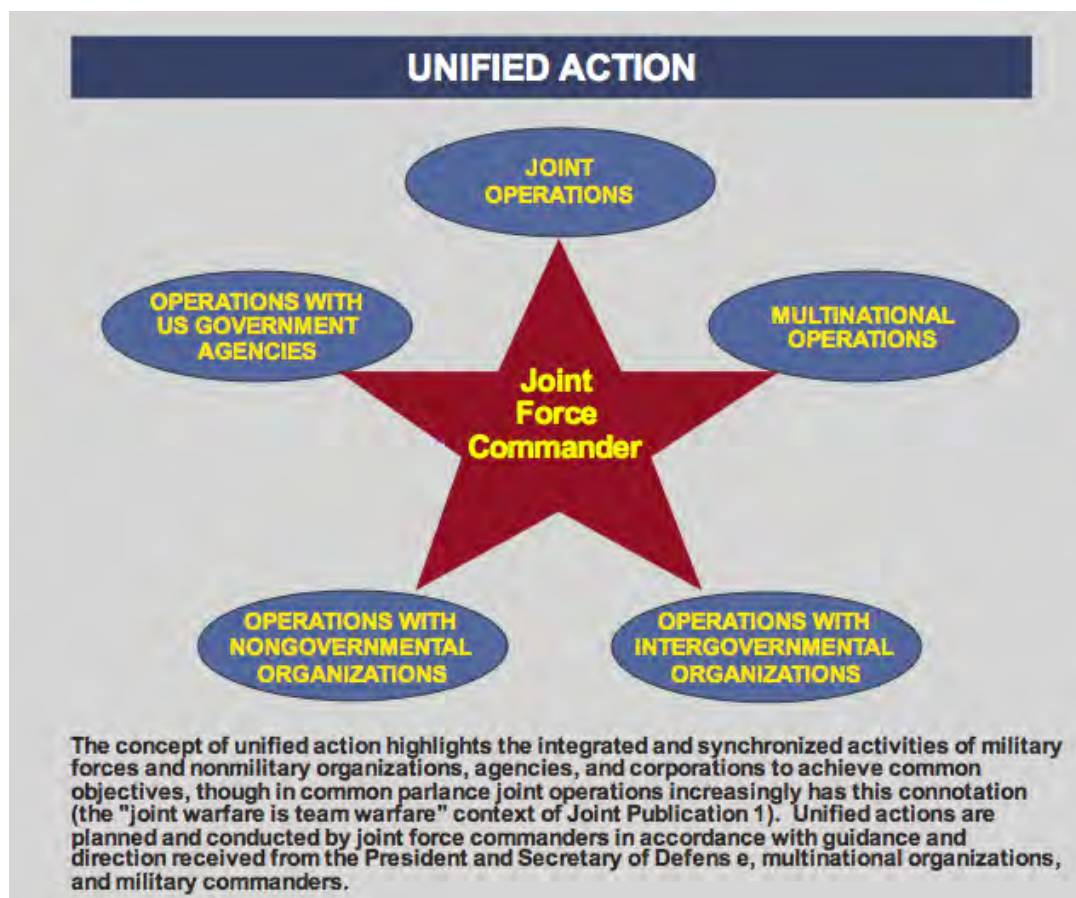 UNIFIED ACTION
JOINT
OPERATIONS
OPERATIONS WITH
US GOVERNMENT
AGENCIES
MULTINATIONAL
OPERATIONS
Joint
Force
Commander
OPERATIONS WITH
NONGOVERNMENTAL
ORGANIZATIONS
OPERATIONS WITH
INTERGOVERNMENTAL
ORGANIZATIONS
The concept of unified action highlights the integrated and synchronized activities of military
forces and nonmilitary organizations, agencies, and corporations to achieve common
objectives, though in common parlance joint operations increasingly has this connotation
(the "joint warfare is team warfare" context of Joint Publication 1). Unified actions are
planned and conducted by joint force commanders in accordance with guidance and
direction received from the President and Secretary of Defens e, multinational organizations,
and military commanders.